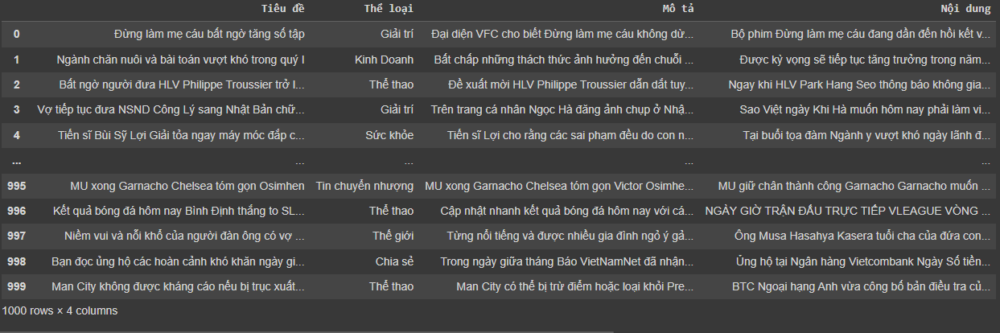 Tiêu đề Thể loại Mô tả Nội dung
0 Đừng làm mẹ cáu bất ngờ tăng số tập Giải trí Đại diện VFC cho biết Đừng làm mẹ cáu không dừ... Bộ phim Đừng làm mẹ cáu đang dần đến hồi kết v...
1 Ngành chăn nuôi và bài toán vượt khó trong quý I Kinh Doanh Bất chấp những thách thức ảnh hưởng đến chuỗi ... Được kỳ vọng sẽ tiếp tục tăng trưởng trong năm...
2 Bất ngờ người đưa HLV Philippe Troussier trở l... Thể thao Đề xuất mời HLV Philippe Troussier dẫn dắt tuy... Ngay khi HLV Park Hang Seo thông báo không gia...
3 Vợ tiếp tục đưa NSND Công Lý sang Nhật Bản chữ... Giải trí Trên trang cá nhân Ngọc Hà đăng ảnh chụp ở Nhậ... Sao Việt ngày Khi Hà muốn hôm nay phải làm vi...
4 Tiến sĩ Bùi Sỹ Lợi Giải tỏa ngay máy móc đắp c... Sức khỏe Tiến sĩ Lợi cho rằng các sai phạm đều do con n... Tại buổi tọa đàm Ngành y vượt khó ngày lãnh đ...
... ... ... ... ...
995 MU xong Garnacho Chelsea tóm gọn Osimhen Tin chuyển nhượng MU xong Garnacho Chelsea tóm gọn Victor Osimhe... MU giữ chân thành công Garnacho Garnacho muốn ...
996 Kết quả bóng đá hôm nay Bình Định thắng to SL... Thể thao Cập nhật nhanh kết quả bóng đá hôm nay với cá... NGÀY GIỜ TRẬN ĐẤU TRỰC TIẾP VLEAGUE VÒNG ...
997 Niềm vui và nỗi khổ của người đàn ông có vợ ... Thế giới Từng nổi tiếng và được nhiều gia đình ngỏ ý gả... Ông Musa Hasahya Kasera tuổi cha của đứa con...
998 Bạn đọc ủng hộ các hoàn cảnh khó khăn ngày gi... Chia sẻ Trong ngày giữa tháng Báo VietNamNet đã nhận... Ủng hộ tại Ngân hàng Vietcombank Ngày Số tiền...
999 Man City không được kháng cáo nếu bị trục xuất... Thể thao Man City có thể bị trừ điểm hoặc loại khỏi Pre... BTC Ngoại hạng Anh vừa công bố bản điều tra củ...
1000 rows × 4 columns